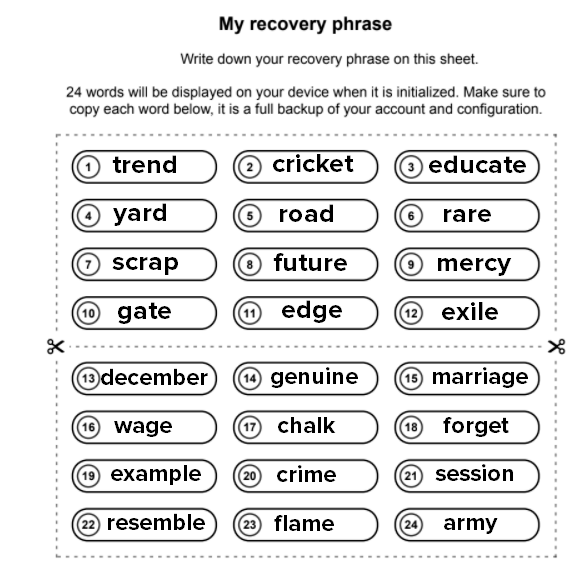 My recovery phrase
Write down your recovery phrase on this sheet.
24 words will be displayed on your device when it is initialized. Make sure to
copy each word below, it is a full backup of your account and configuration.
1 trend 2 cricket 3 educate
4 yard 5 road 6 rare
7 scrap 8 future 9 mercy
10 gate 11 edge 12 exile
13 december 14 genuine 15 marriage
16 wage 17 chalk 18 forget
19 example 20 crime 21 session
22 resemble 23 flame 24 army